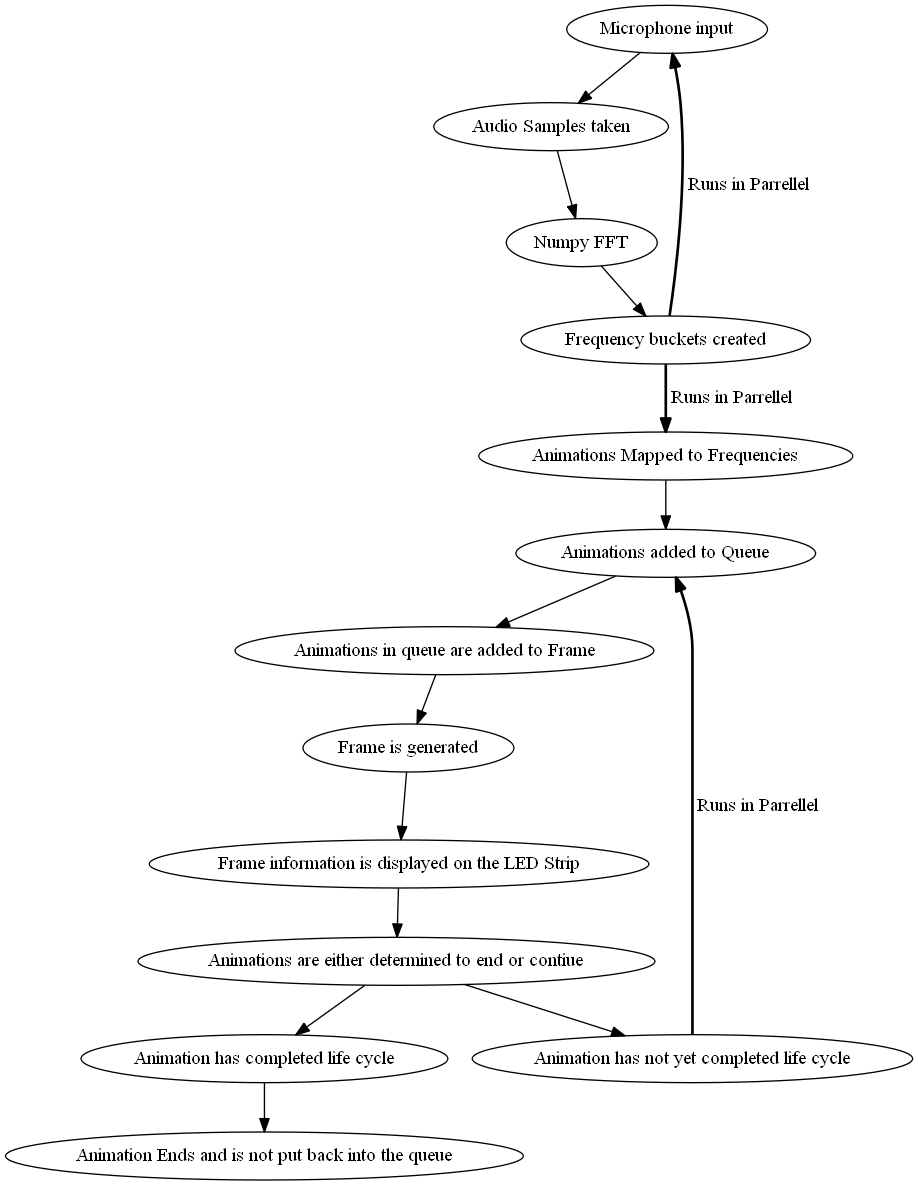 Microphone input
Audio Samples taken
Runs in Parrellel
Numpy FFT
Frequency buckets created
Runs in Parrellel
Animations Mapped to Frequencies
Animations added to Queue
Animations in queue are added to Frame
Frame is generated
Runs in Parrellel
Frame information is displayed on the LED Strip
Animations are either determined to end or contiue
Animation has completed life cycle
Animation has not yet completed life cycle
Animation Ends and is not put back into the queue